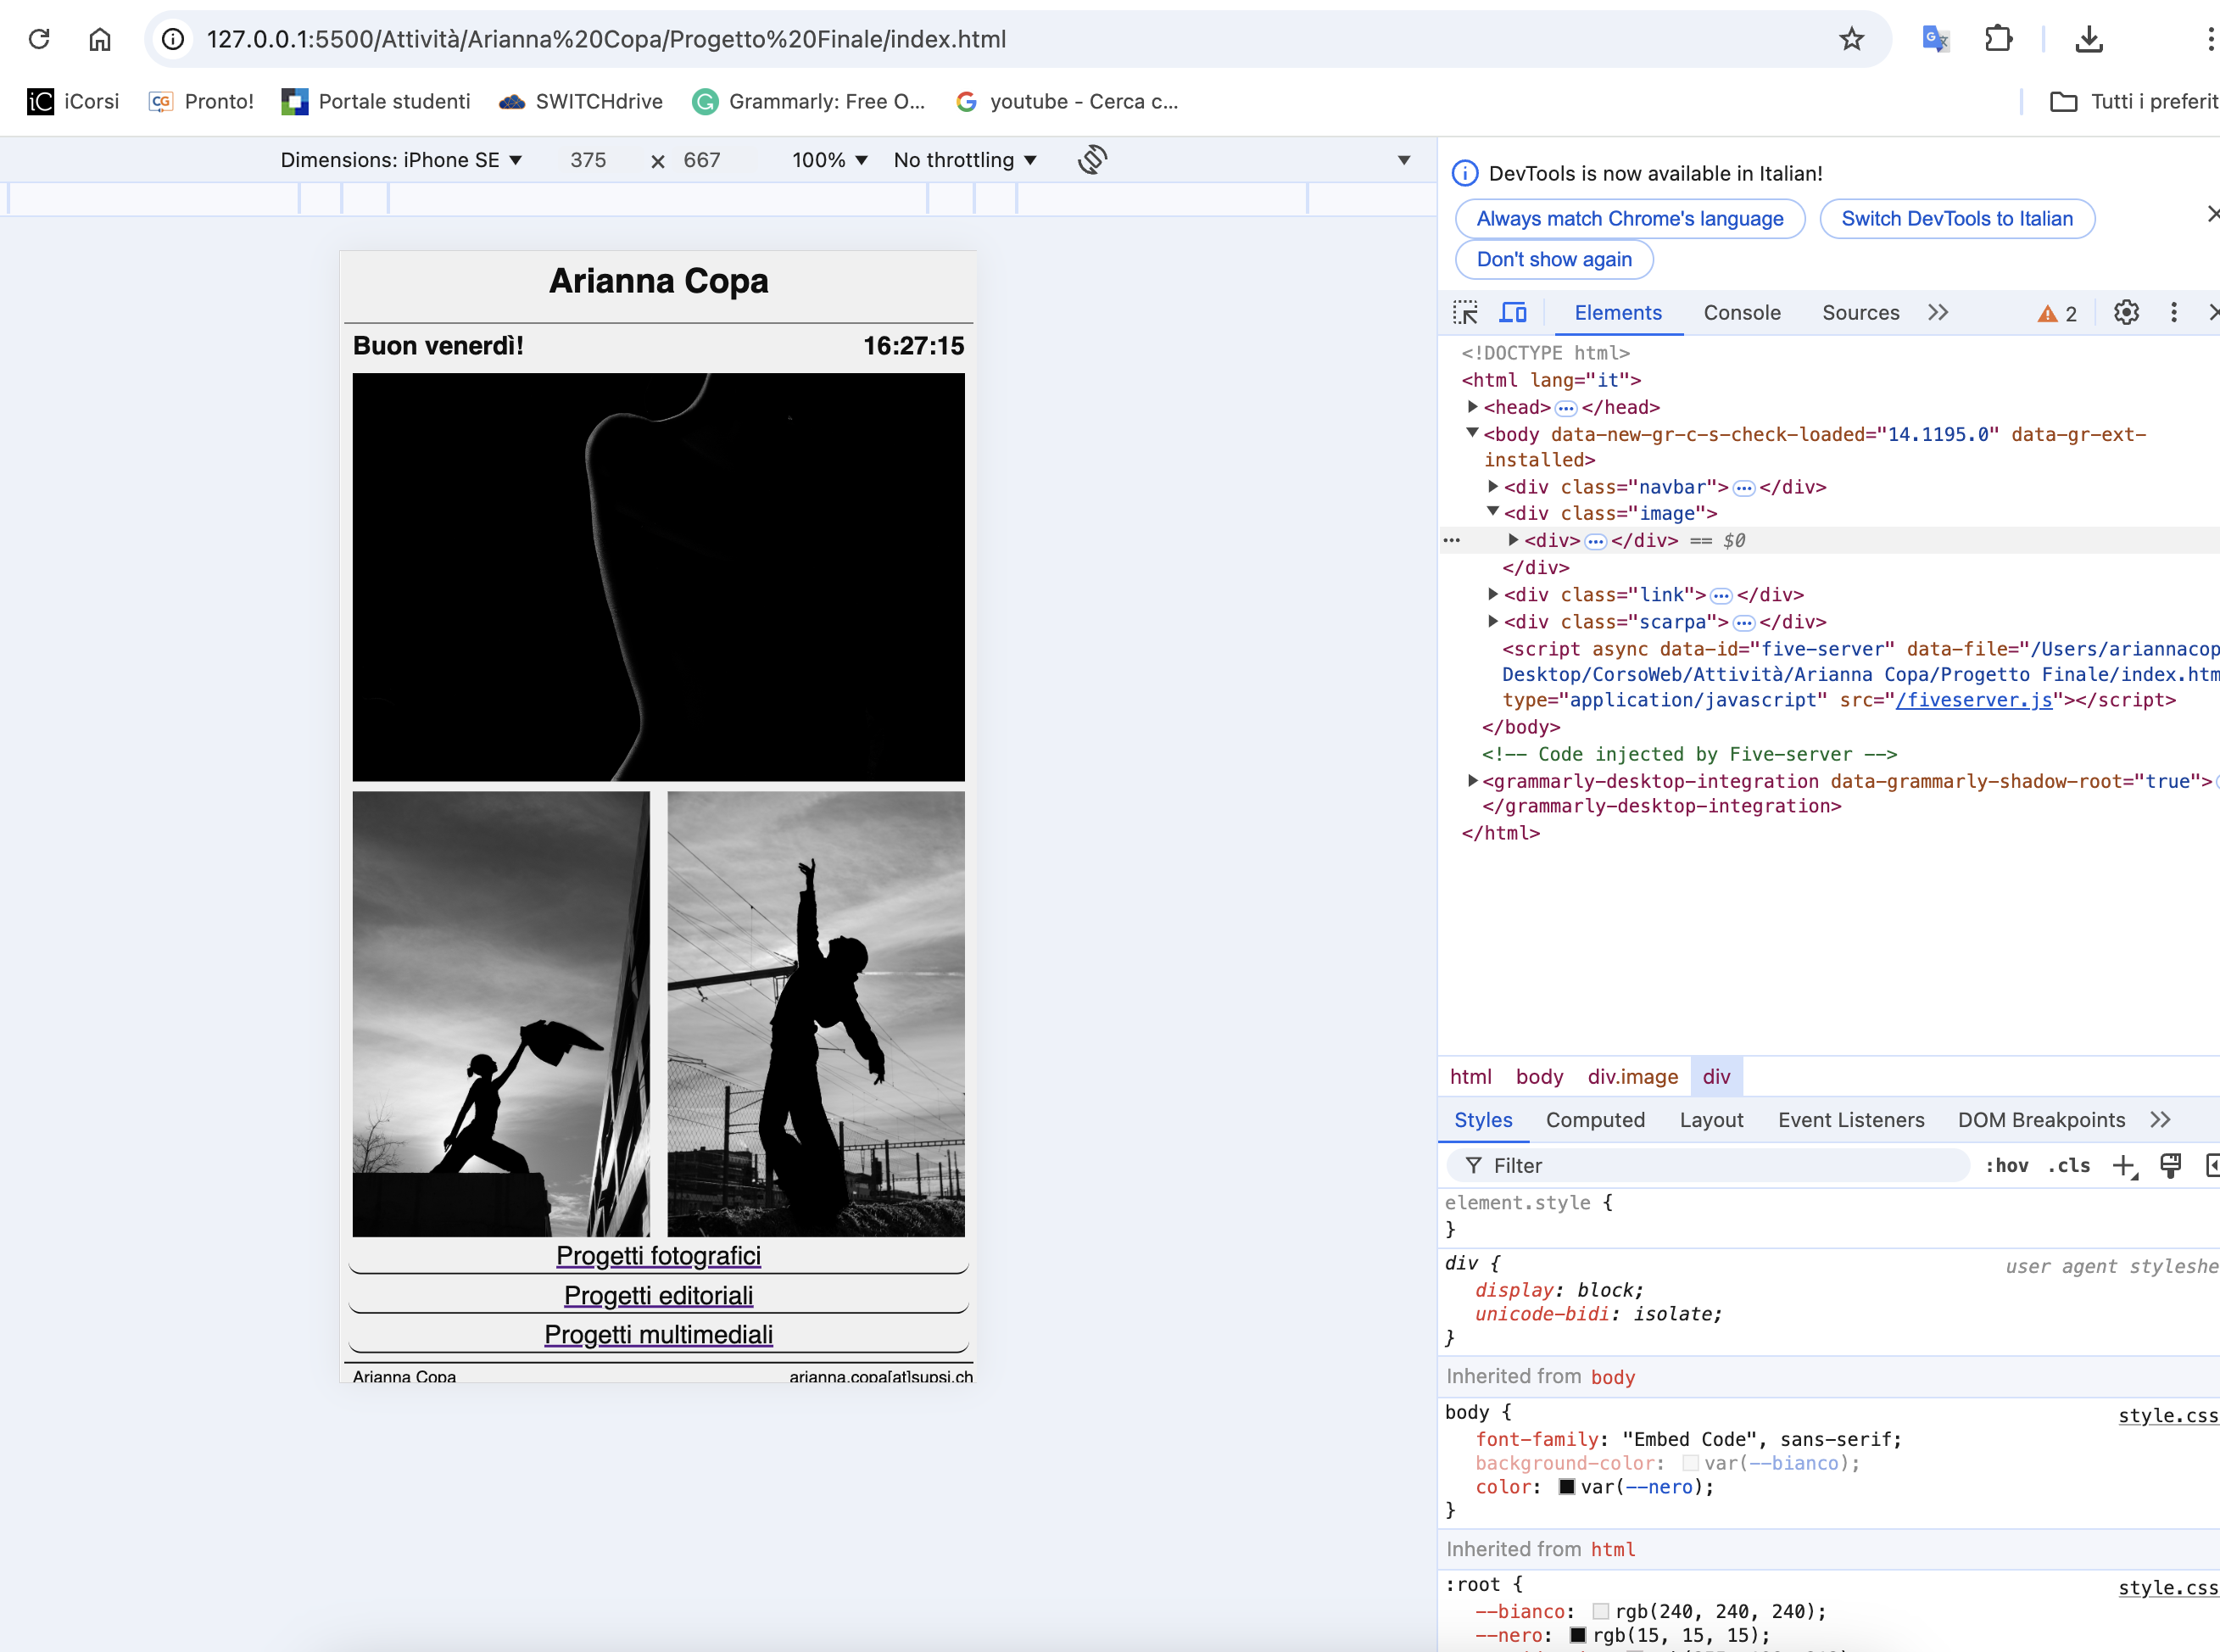 127.0.0.1:5500/Attività/Arianna%20Copa/Progetto%20Finale/index.html
iCorsi
Pronto!
Portale studenti
SWITCHdrive
Grammarly: Free O...
youtube - Cerca c...
Tutti i preferit
Dimensions: iPhone SE
375
x
667
100%
No throttling
Arianna Copa
Buon venerdì!
16:27:15
Progetti fotografici
Progetti editoriali
Progetti multimediali
Arianna Copa
arianna.copa[at]supsi.ch
DevTools is now available in Italian!
Always match Chrome's language
Switch DevTools to Italian
Don't show again
Elements
Console
Sources
2
<!DOCTYPE html>
<html lang="it">
<head>…</head>
<body data-new-gr-c-s-check-loaded="14.1195.0" data-gr-ext-
installed>
<div class="navbar">…</div>
<div class="image">
… <div>…</div> == $0
</div>
<div class="link">…</div>
<div class="scarpa">…</div>
<script async data-id="five-server" data-file="/Users/ariannacop
Desktop/CorsoWeb/Attività/Arianna Copa/Progetto Finale/index.htm
type="application/javascript" src="/fiveserver.js"></script>
</body>
<!-- Code injected by Five-server -->
<grammarly-desktop-integration data-grammarly-shadow-root="true">
</grammarly-desktop-integration>
</html>
html
body
div.image
div
Styles
Computed
Layout
Event Listeners
DOM Breakpoints
Filter
:hov
.cls
element.style {
}
div {
user agent styleshe
display: block;
unicode-bidi: isolate;
}
Inherited from body
body {
style.css
font-family: "Embed Code", sans-serif;
background-color: var(--bianco);
color: var(--nero);
}
Inherited from html
:root {
style.css
--bianco: rgb(240, 240, 240);
--nero: rgb(15, 15, 15);